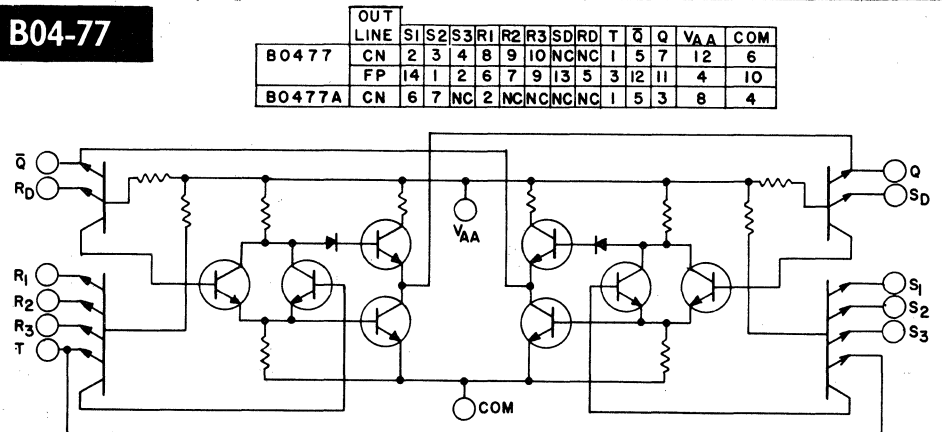 B04-77
OUT LINE S1 S2 S3 R1 R2 R3 SD RD T Q̄ Q VAA COM
B0477 CN 2 3 4 8 9 10 NC NC 1 5 7 12 6
FP 14 1 2 6 7 9 13 5 3 12 11 4 10
B0477A CN 6 7 NC 2 NC NC NC NC 1 5 3 8 4
Q̄
Q
RD
SD
VAA
R1
S1
R2
S2
R3
S3
T
COM